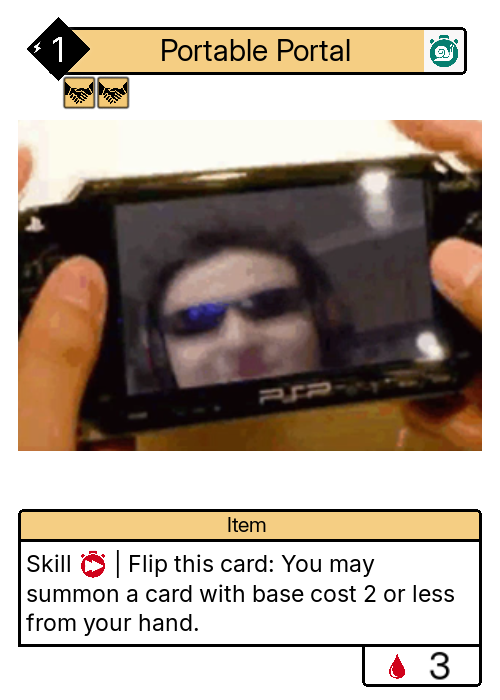 1
Portable Portal
PSP
Item
Skill | Flip this card: You may
summon a card with base cost 2 or less
from your hand.
3